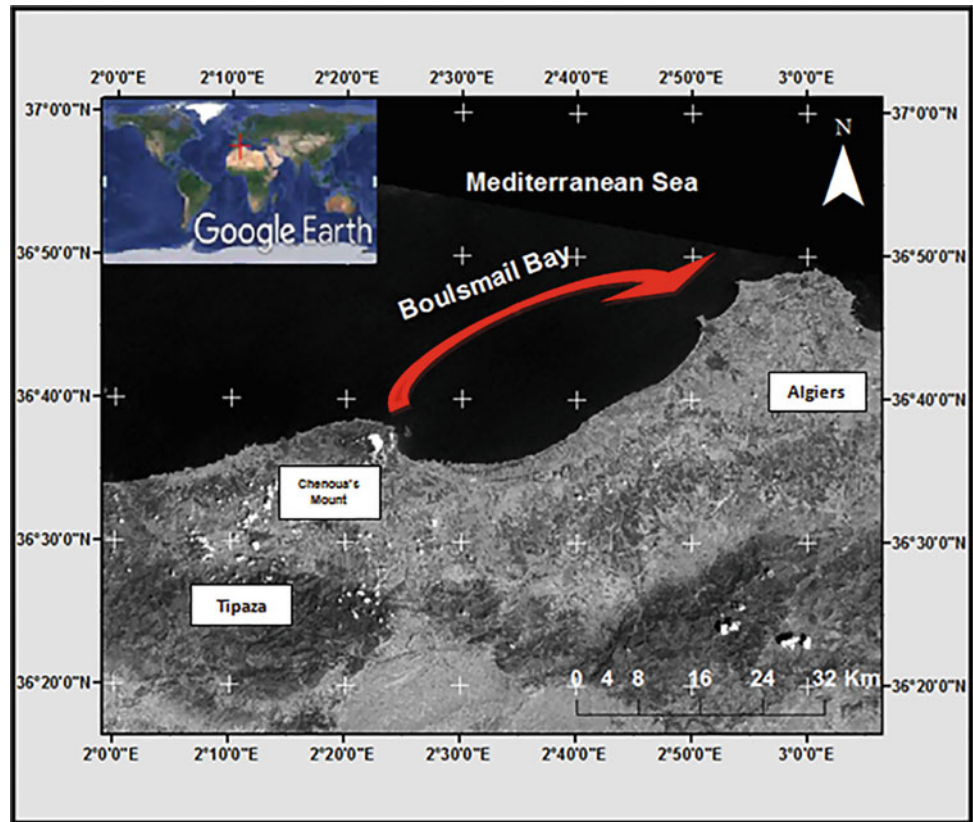 2°0'0"E 2°10'0"E 2°20'0"E 2°30'0"E 2°40'0"E 2°50'0"E 3°0'0"E
37°0'0"N 37°0'0"N
N
Mediterranean Sea
Google Earth
36°50'0"N 36°50'0"N
Boulsmail Bay
36°40'0"N 36°40'0"N
Algiers
Chenoua's
Mount
36°30'0"N 36°30'0"N
Tipaza
0 4 8 16 24 32 Km
36°20'0"N 36°20'0"N
2°0'0"E 2°10'0"E 2°20'0"E 2°30'0"E 2°40'0"E 2°50'0"E 3°0'0"E